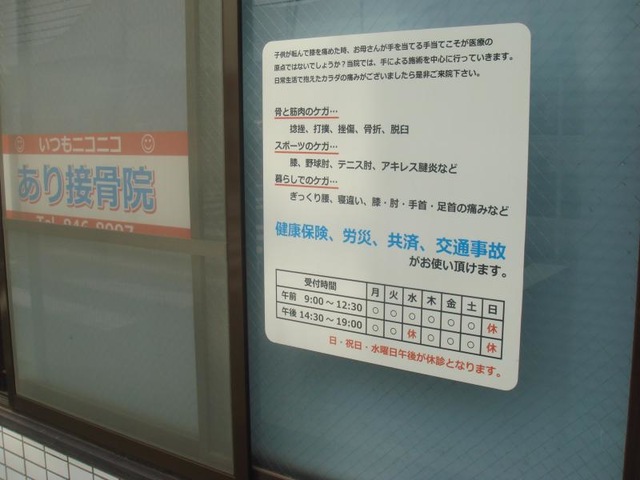 いつもニコニコ
あり接骨院
Tel 846-8007
子供が転んで膝を痛めた時、お母さんが手を当てる手当てこそが医療の
原点ではないでしょうか？当院では、手による施術を中心に行っていきます。
日常生活で抱えたカラダの痛みがございましたら是非ご来院下さい。
骨と筋肉のケガ…
捻挫、打撲、挫傷、骨折、脱臼
スポーツのケガ…
膝、野球肘、テニス肘、アキレス腱炎など
暮らしでのケガ…
ぎっくり腰、寝違い、膝・肘・手首・足首の痛みなど
健康保険、労災、共済、交通事故
がお使い頂けます。
受付時間 月 火 水 木 金 土 日
午前 9:00～12:30 ○ ○ ○ ○ ○ ○ 休
午後 14:30～19:00 ○ ○ 休 ○ ○ ○ 休
日・祝日・水曜日午後が休診となります。